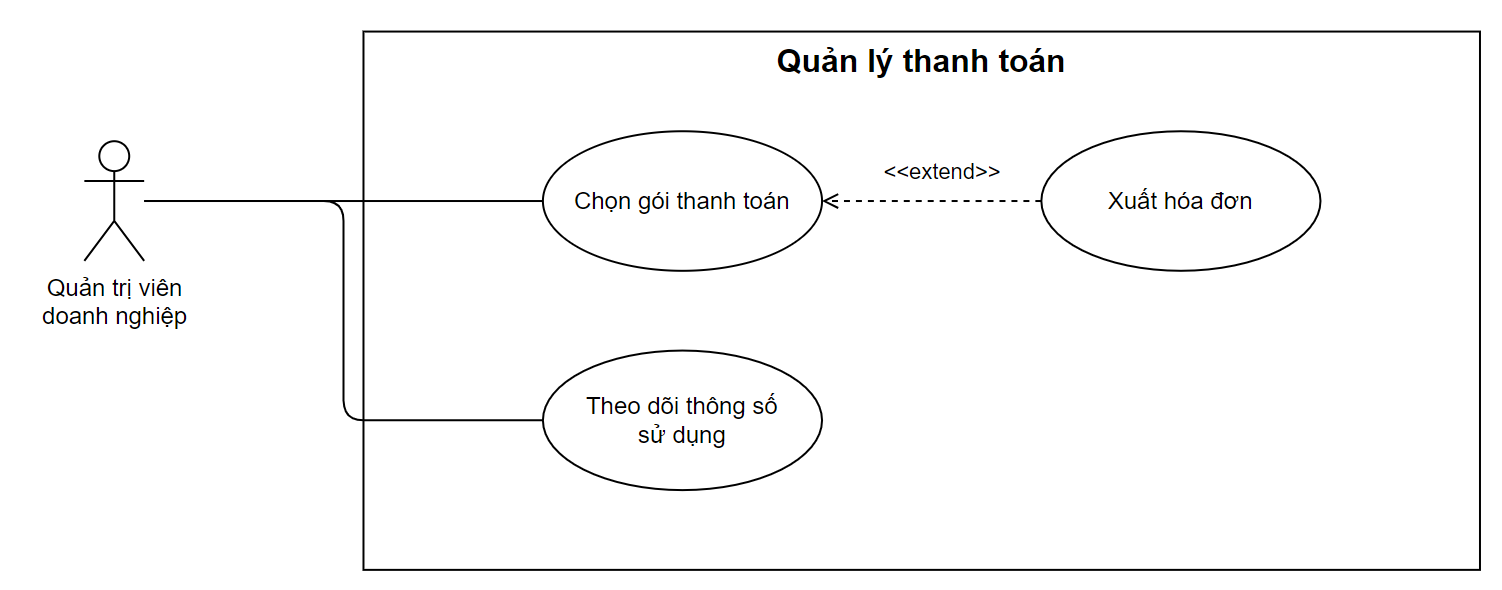 Quản lý thanh toán
Chọn gói thanh toán
<<extend>>
Xuất hóa đơn
Quản trị viên
doanh nghiệp
Theo dõi thông số
sử dụng